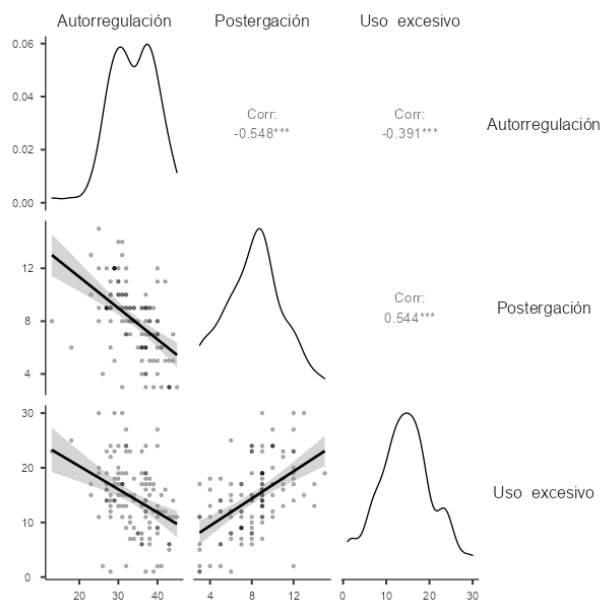 Autorregulación Postergación Uso excesivo
0.06
0.04
0.02
0.00
Corr:
-0.548***
Corr:
-0.391***
Autorregulación
12
8
4
Corr:
0.544***
Postergación
30
20
10
0
Uso excesivo
20 30 40 4 8 12 0 10 20 30